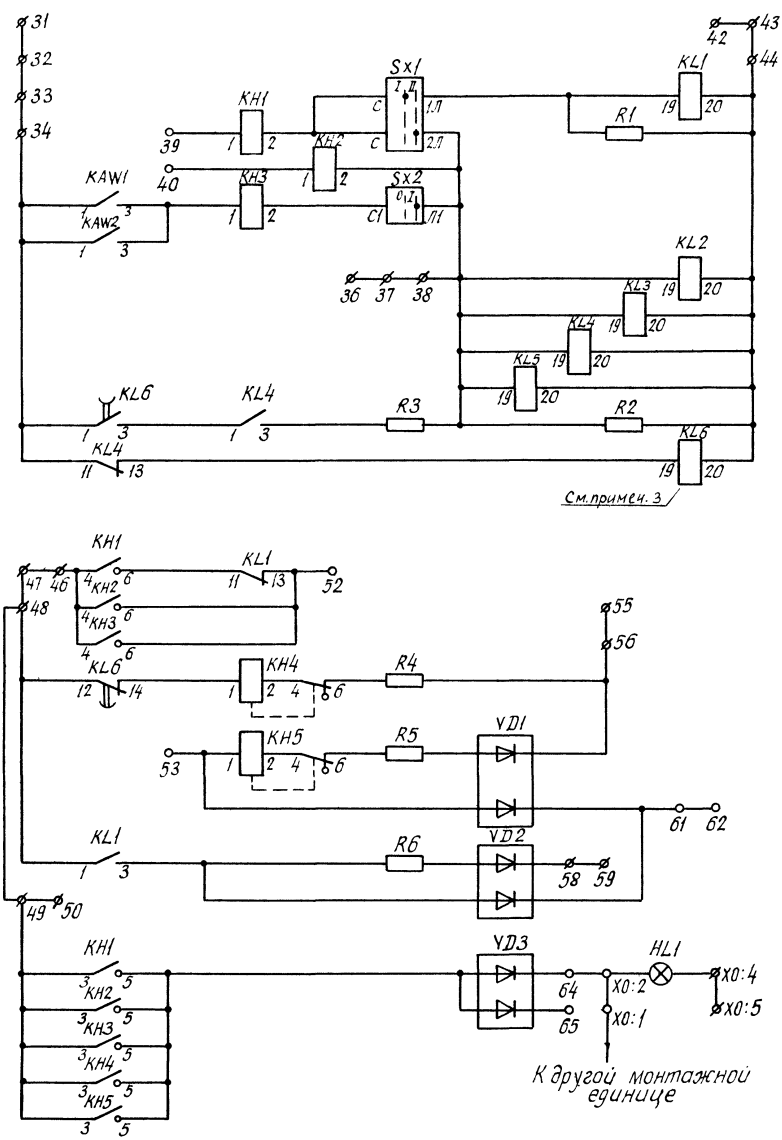 31
43
42
32
44
SX1
KL1
33
KH1
I II
C
1Л
19 20
34
1 2
R1
39
C
2Л
KH2
40
1 2
KH3
SX2
KAW1
0 I
1 3
1 2
C1
Л1
KAW2
1 3
KL2
36 37 38
19 20
KL3
19 20
KL4
19 20
KL5
19 20
KL6
KL4
R3
R2
1 3
1 3
KL4
KL6
11 13
19 20
См. примеч. 3
KH1
KL1
47 46
4 6
11 13
52
48
KH2
4 6
55
KH3
4 6
56
KL6
KH4
R4
12 14
1 2
4 6
KH5
R5
VD1
53
1 2
4 6
61 62
KL1
R6
VD2
1 3
58 59
49 50
KH1
VD3
HL1
3 5
64
X0:2
X0:4
KH2
3 5
65
X0:1
X0:5
KH3
3 5
KH4
3 5
К другой монтажной
единице
KH5
3 5